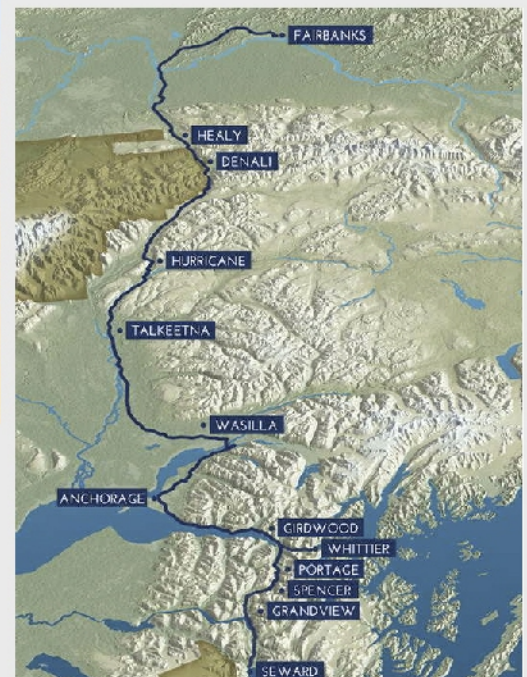 FAIRBANKS
HEALY
DENALI
HURRICANE
TALKEETNA
WASILLA
ANCHORAGE
GIRDWOOD
WHITTIER
PORTAGE
SPENCER
GRANDVIEW
SEWARD